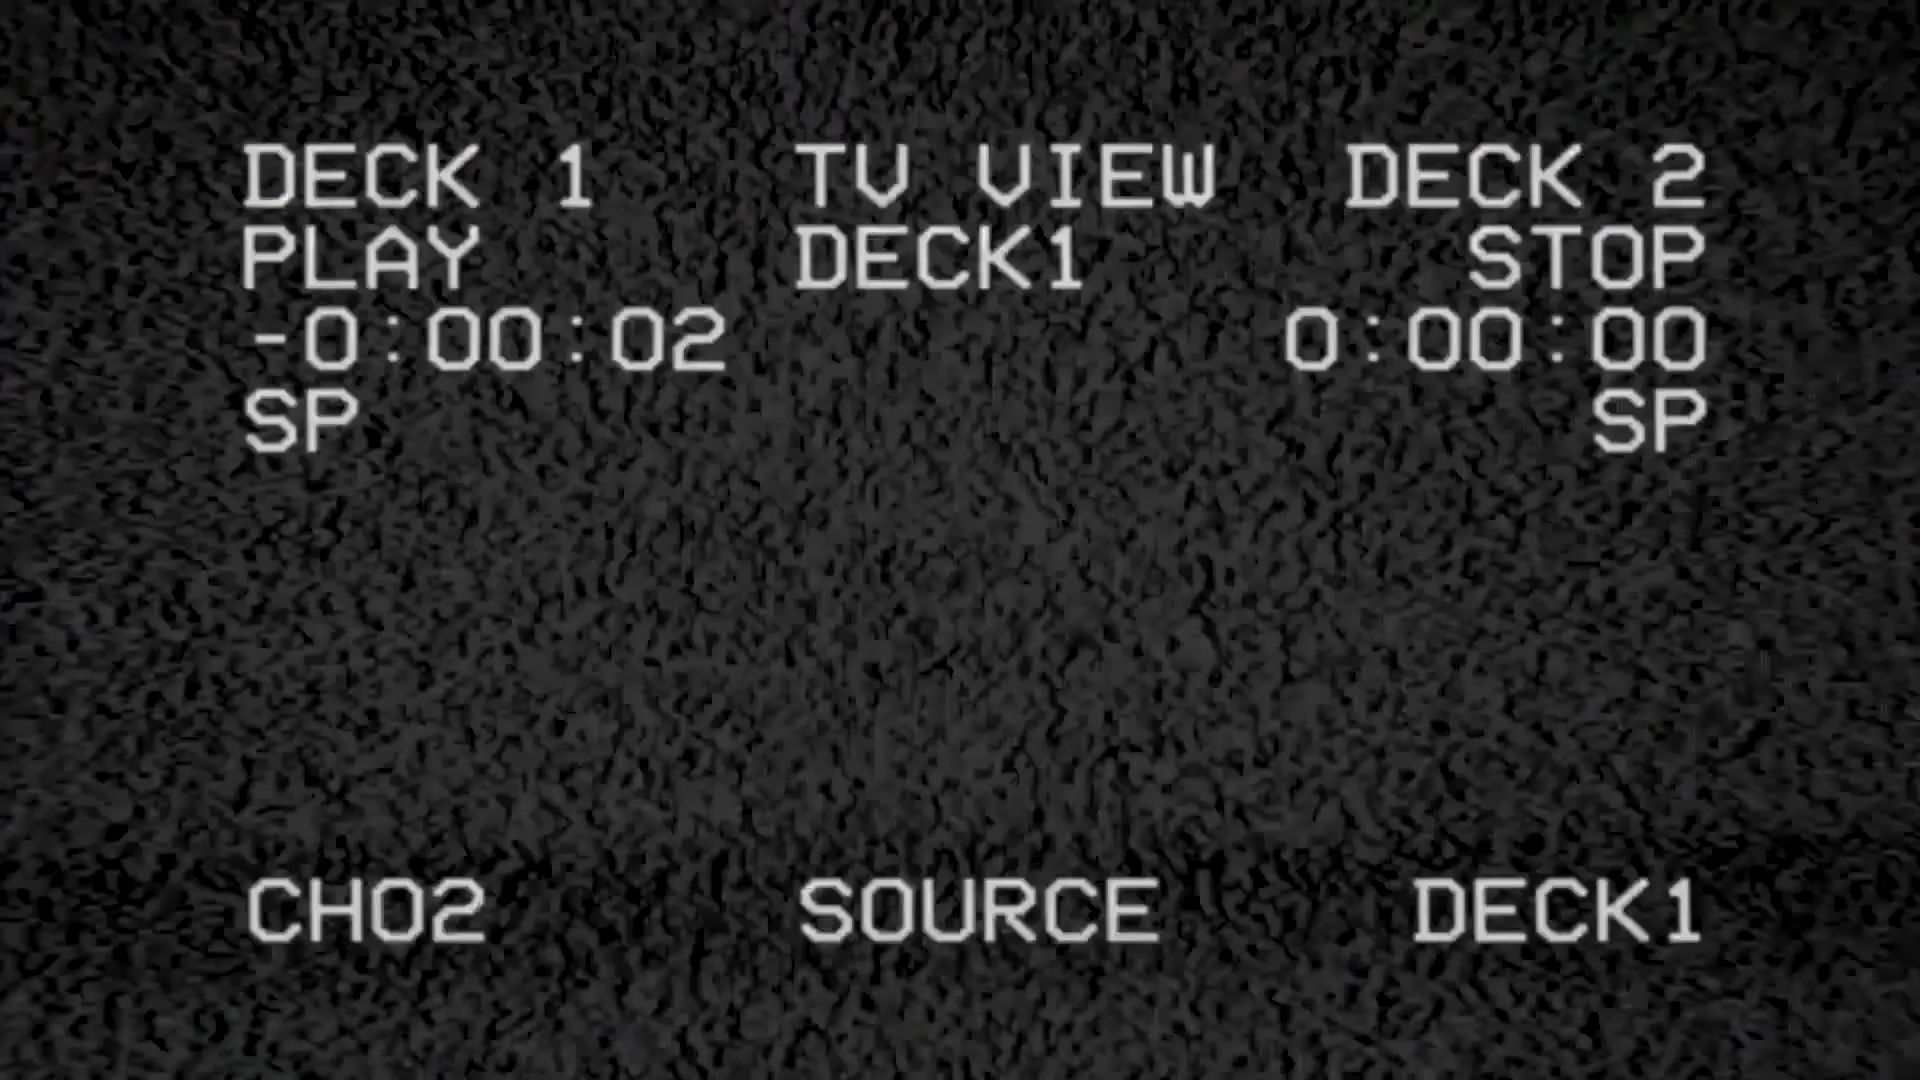 DECK 1 TV VIEW DECK 2
PLAY DECK1 STOP
-0:00:02 0:00:00
SP SP
CH02 SOURCE DECK1